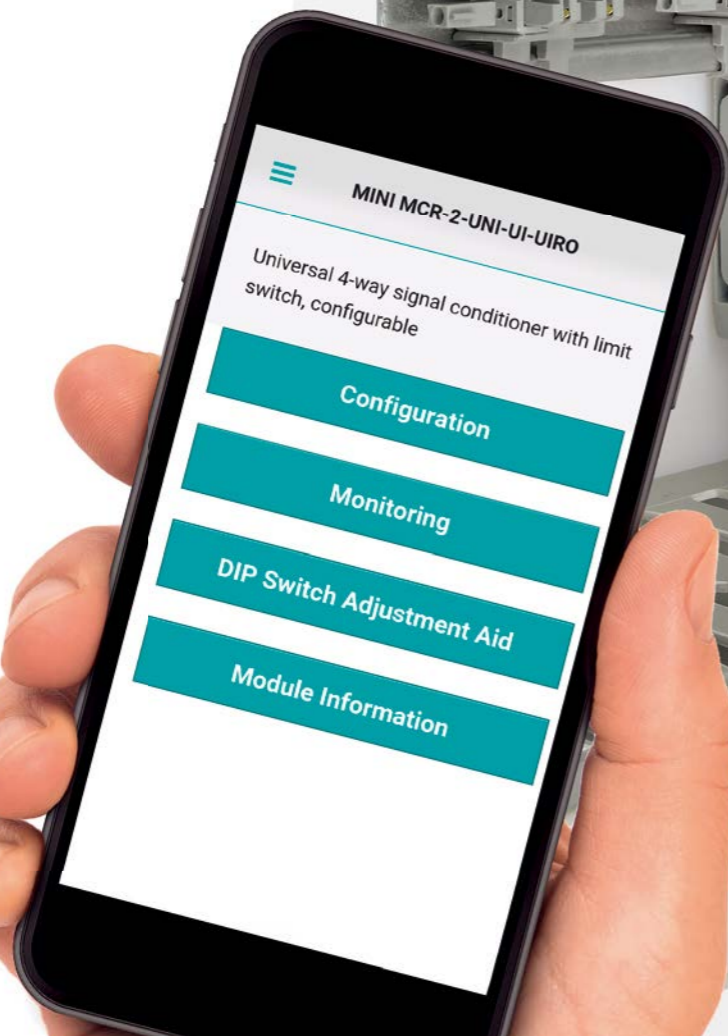 MINI MCR-2-UNI-UI-UIRO
Universal 4-way signal conditioner with limit
switch, configurable
Configuration
Monitoring
DIP Switch Adjustment Aid
Module Information